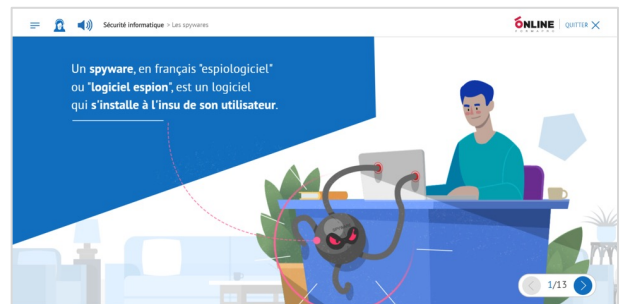 Sécurité informatique > Les spywares
ONLINE
FORMAPRO
QUITTER
Un spyware, en français "espiologiciel"
ou "logiciel espion", est un logiciel
qui s'installe à l'insu de son utilisateur.
1/13